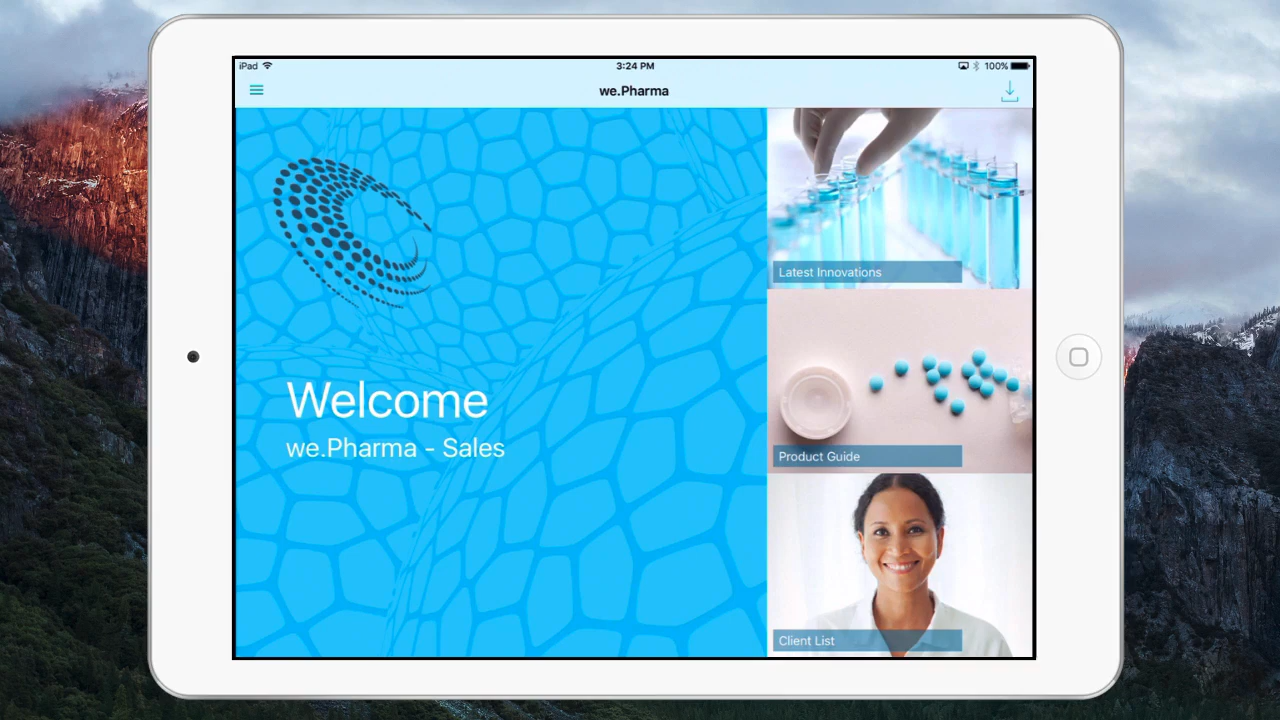 iPad
3:24 PM
100%
we.Pharma
Welcome
we.Pharma - Sales
Latest Innovations
Product Guide
Client List